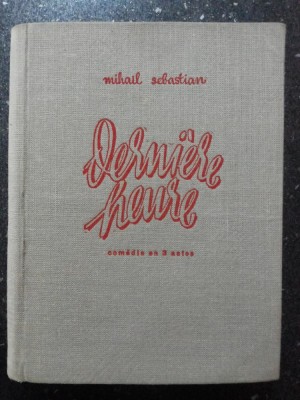 mihail sebastian
Dernière
heure
comédie en 3 actes